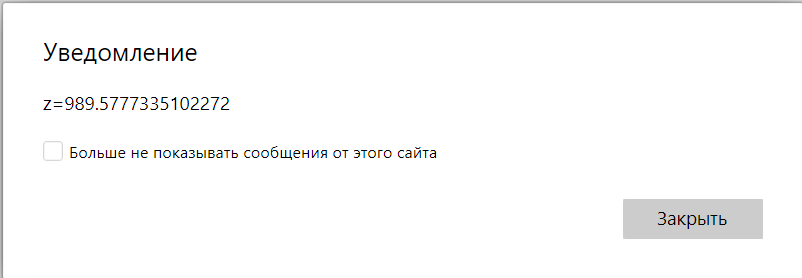 Уведомление
z=989.5777335102272
Больше не показывать сообщения от этого сайта
Закрыть